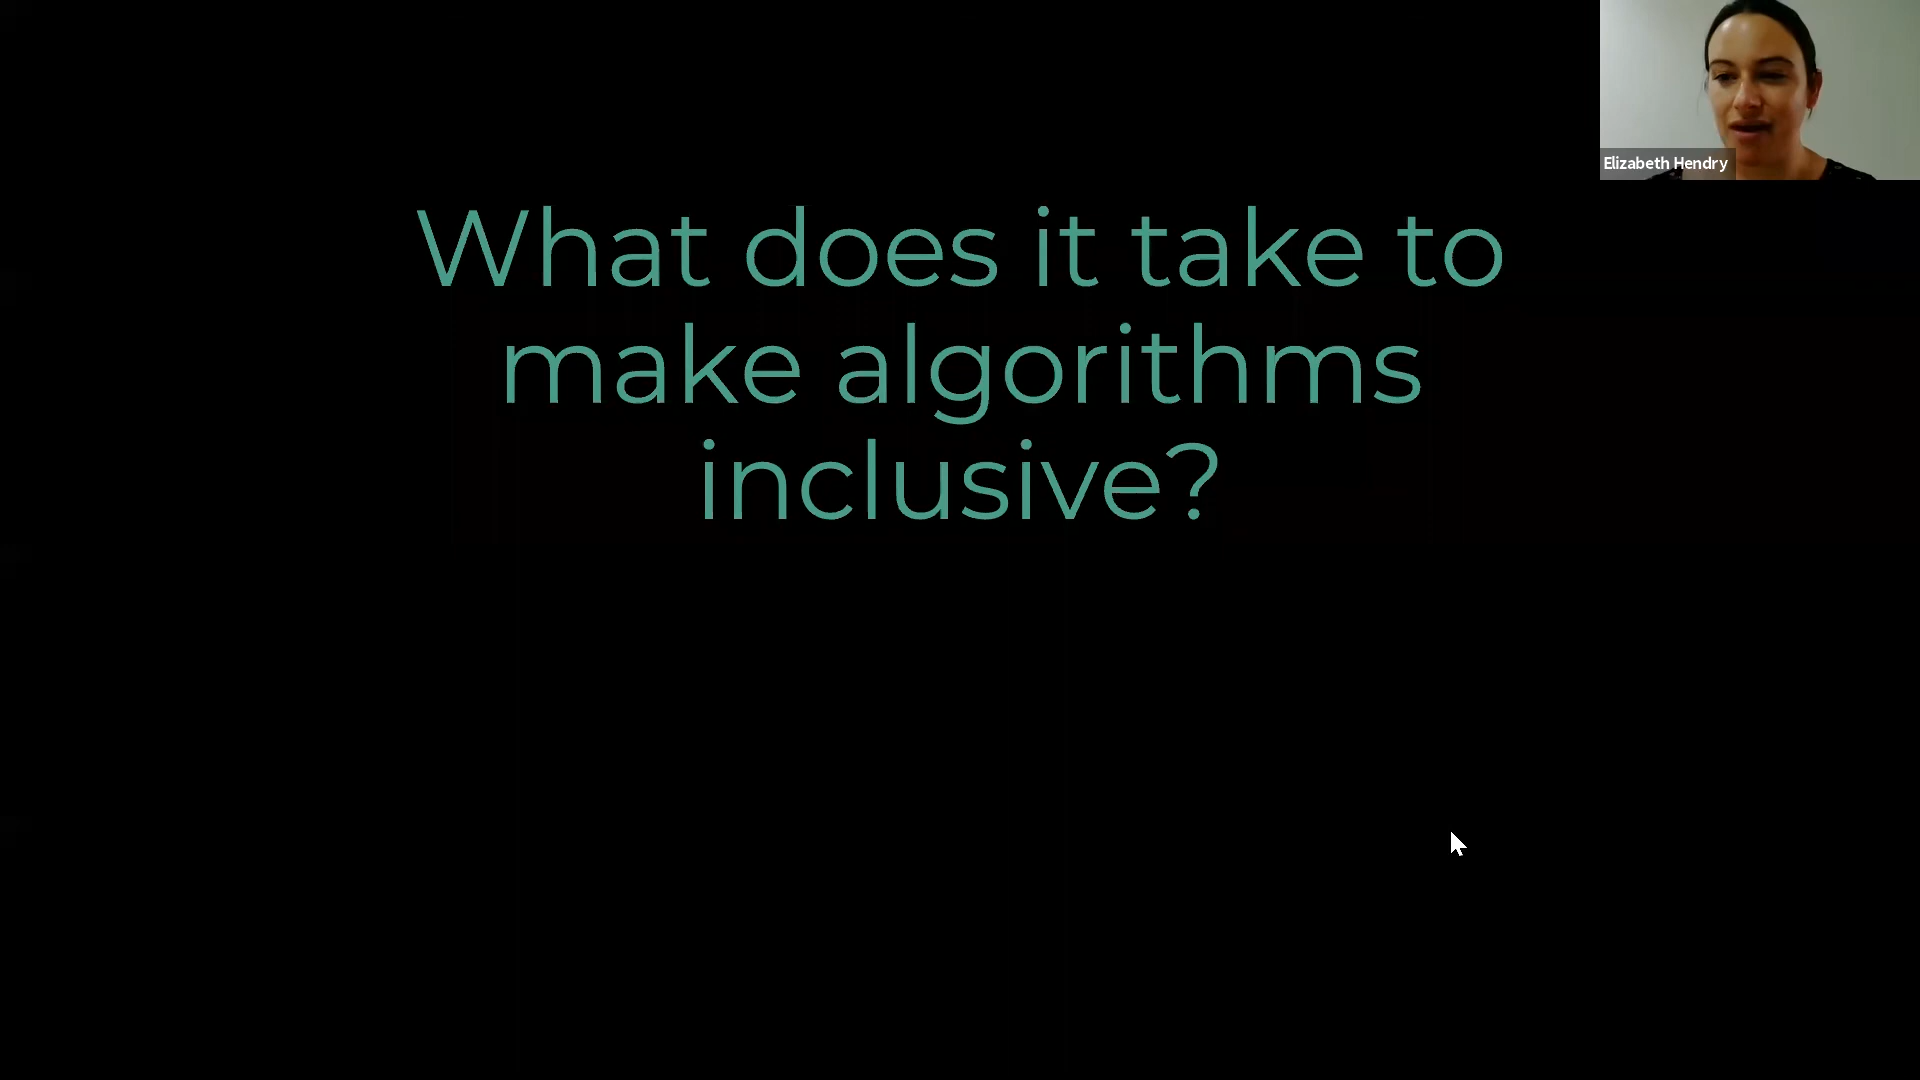 Elizabeth Hendry
What does it take to
make algorithms
inclusive?